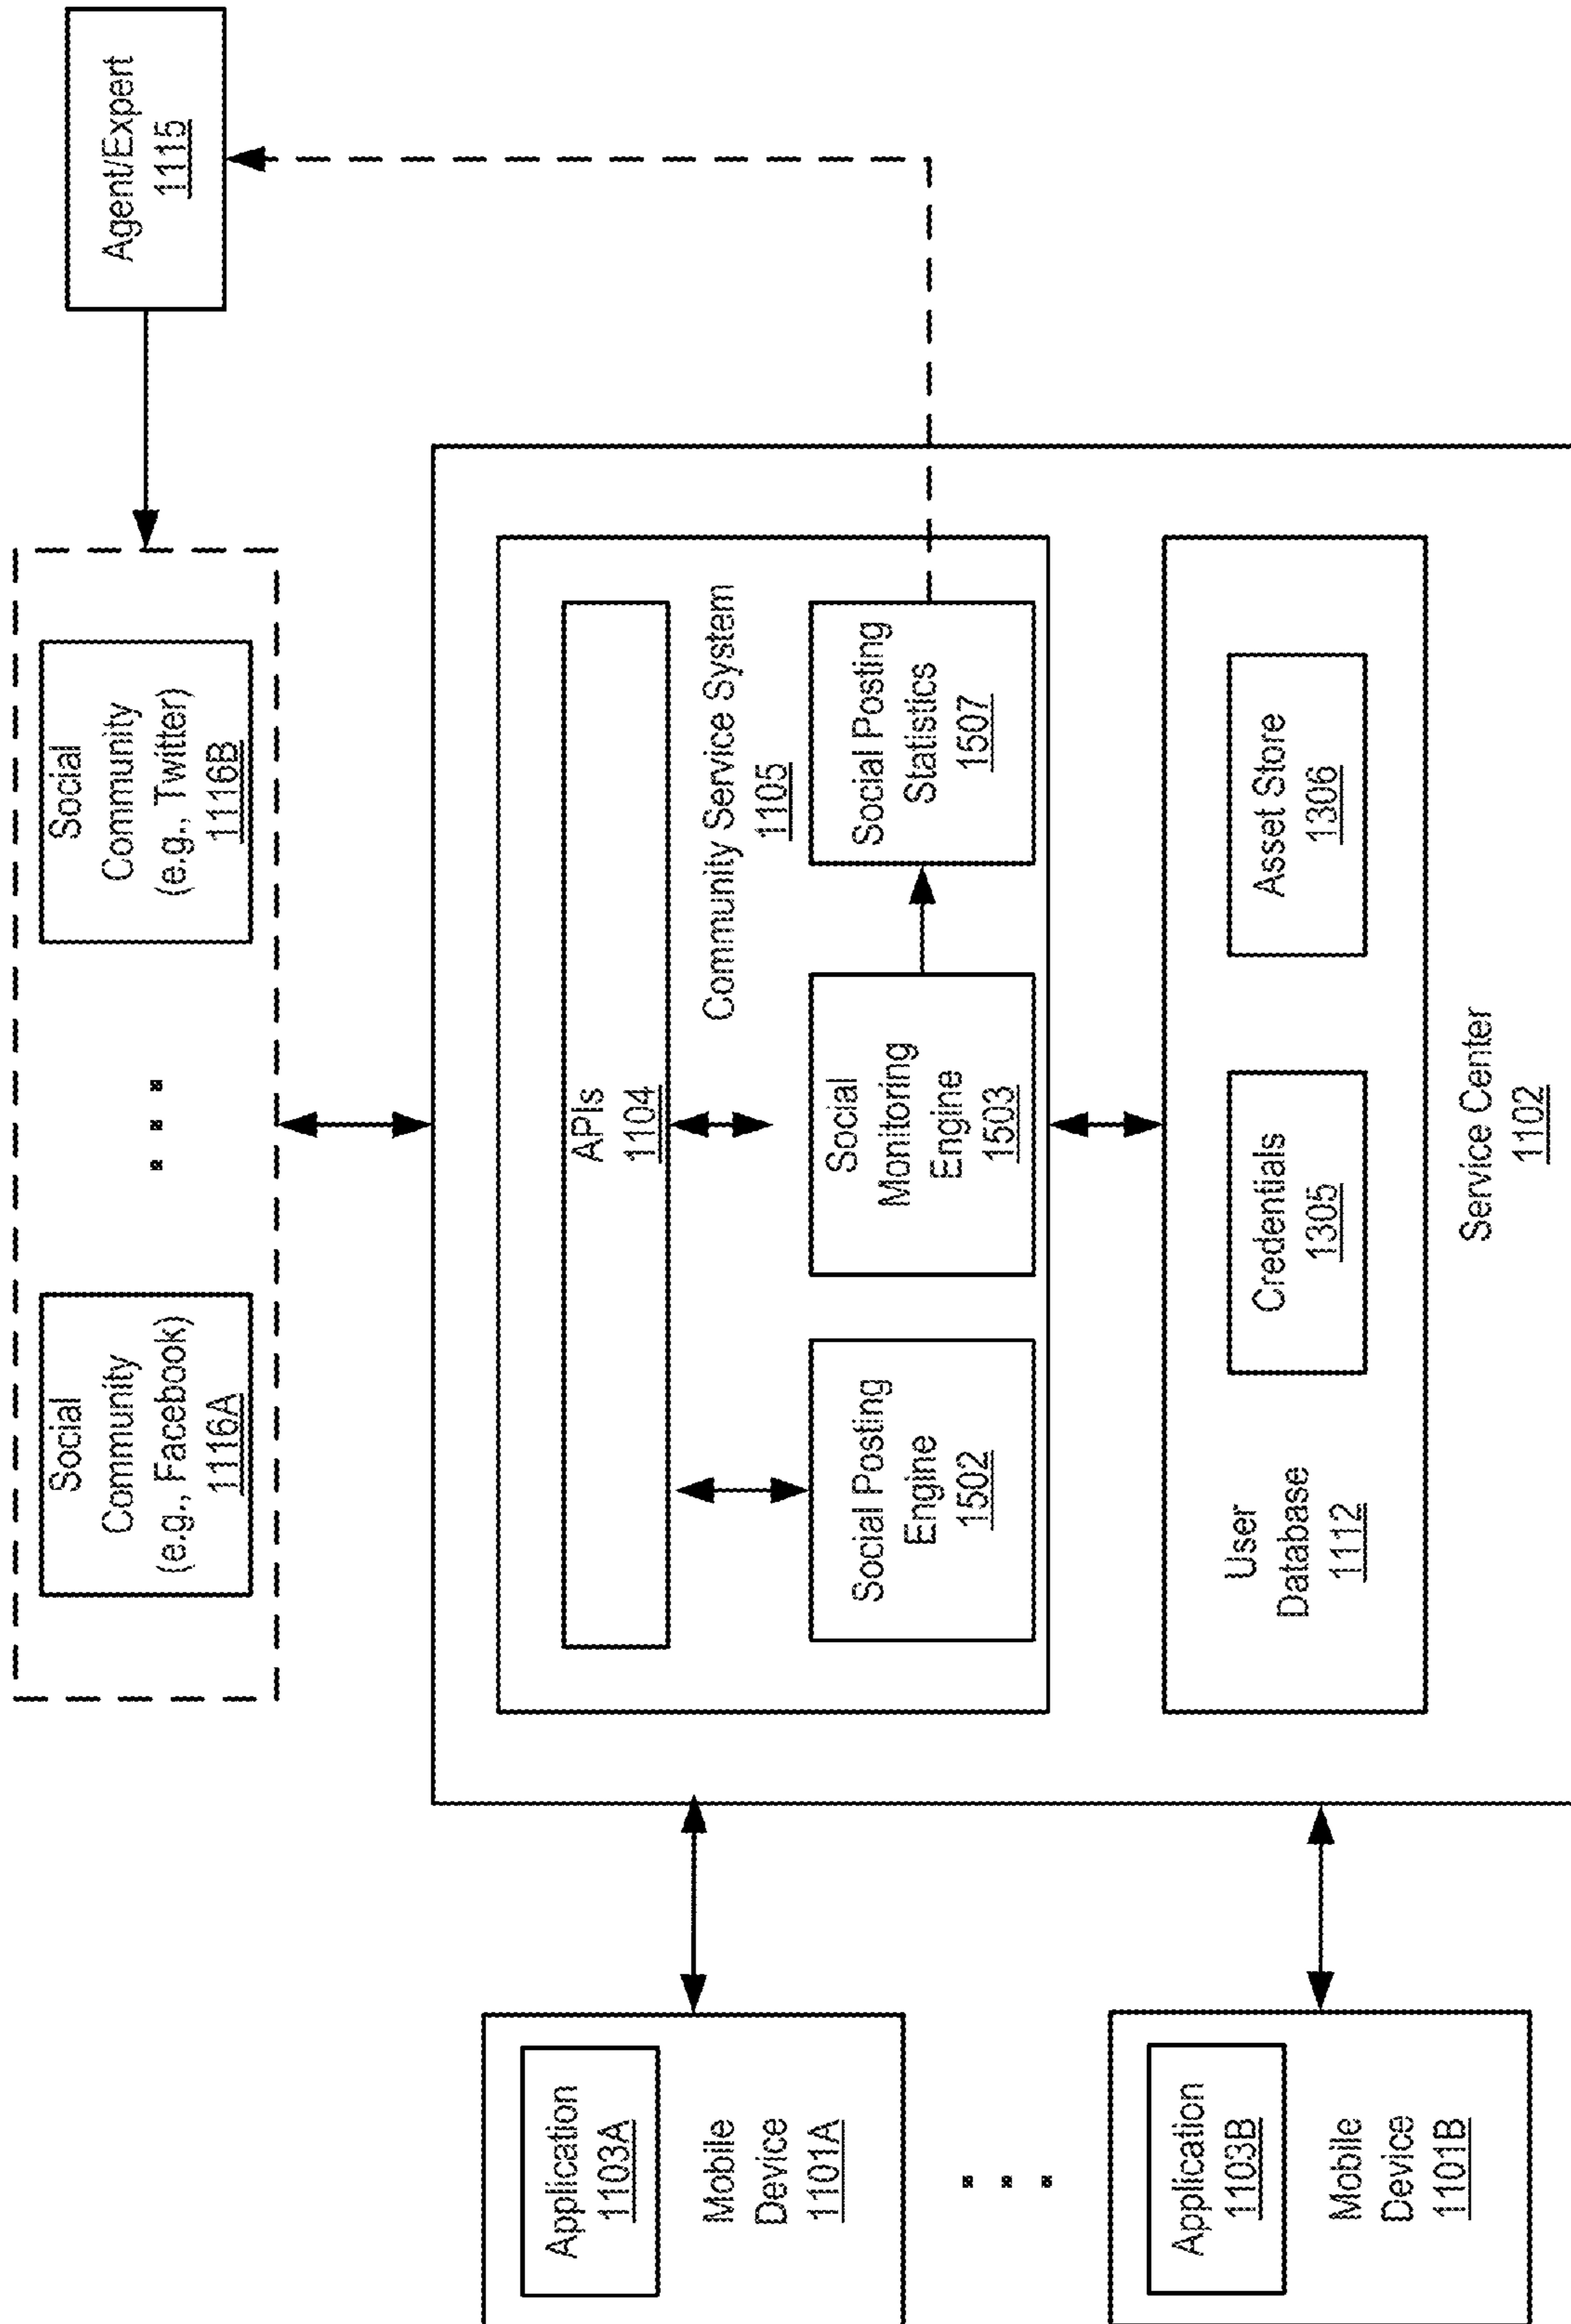 Social
Community
(e.g., Facebook)
1116A
Social
Community
(e.g., Twitter)
1116B
Agent/Expert
1115
Application
1103A
Mobile
Device
1101A
Application
1103B
Mobile
Device
1101B
APIs
1104
Community Service System
1105
Social Posting
Engine
1502
Social
Monitoring
Engine
1503
Social Posting
Statistics
1507
User
Database
1112
Credentials
1305
Asset Store
1306
Service Center
1102